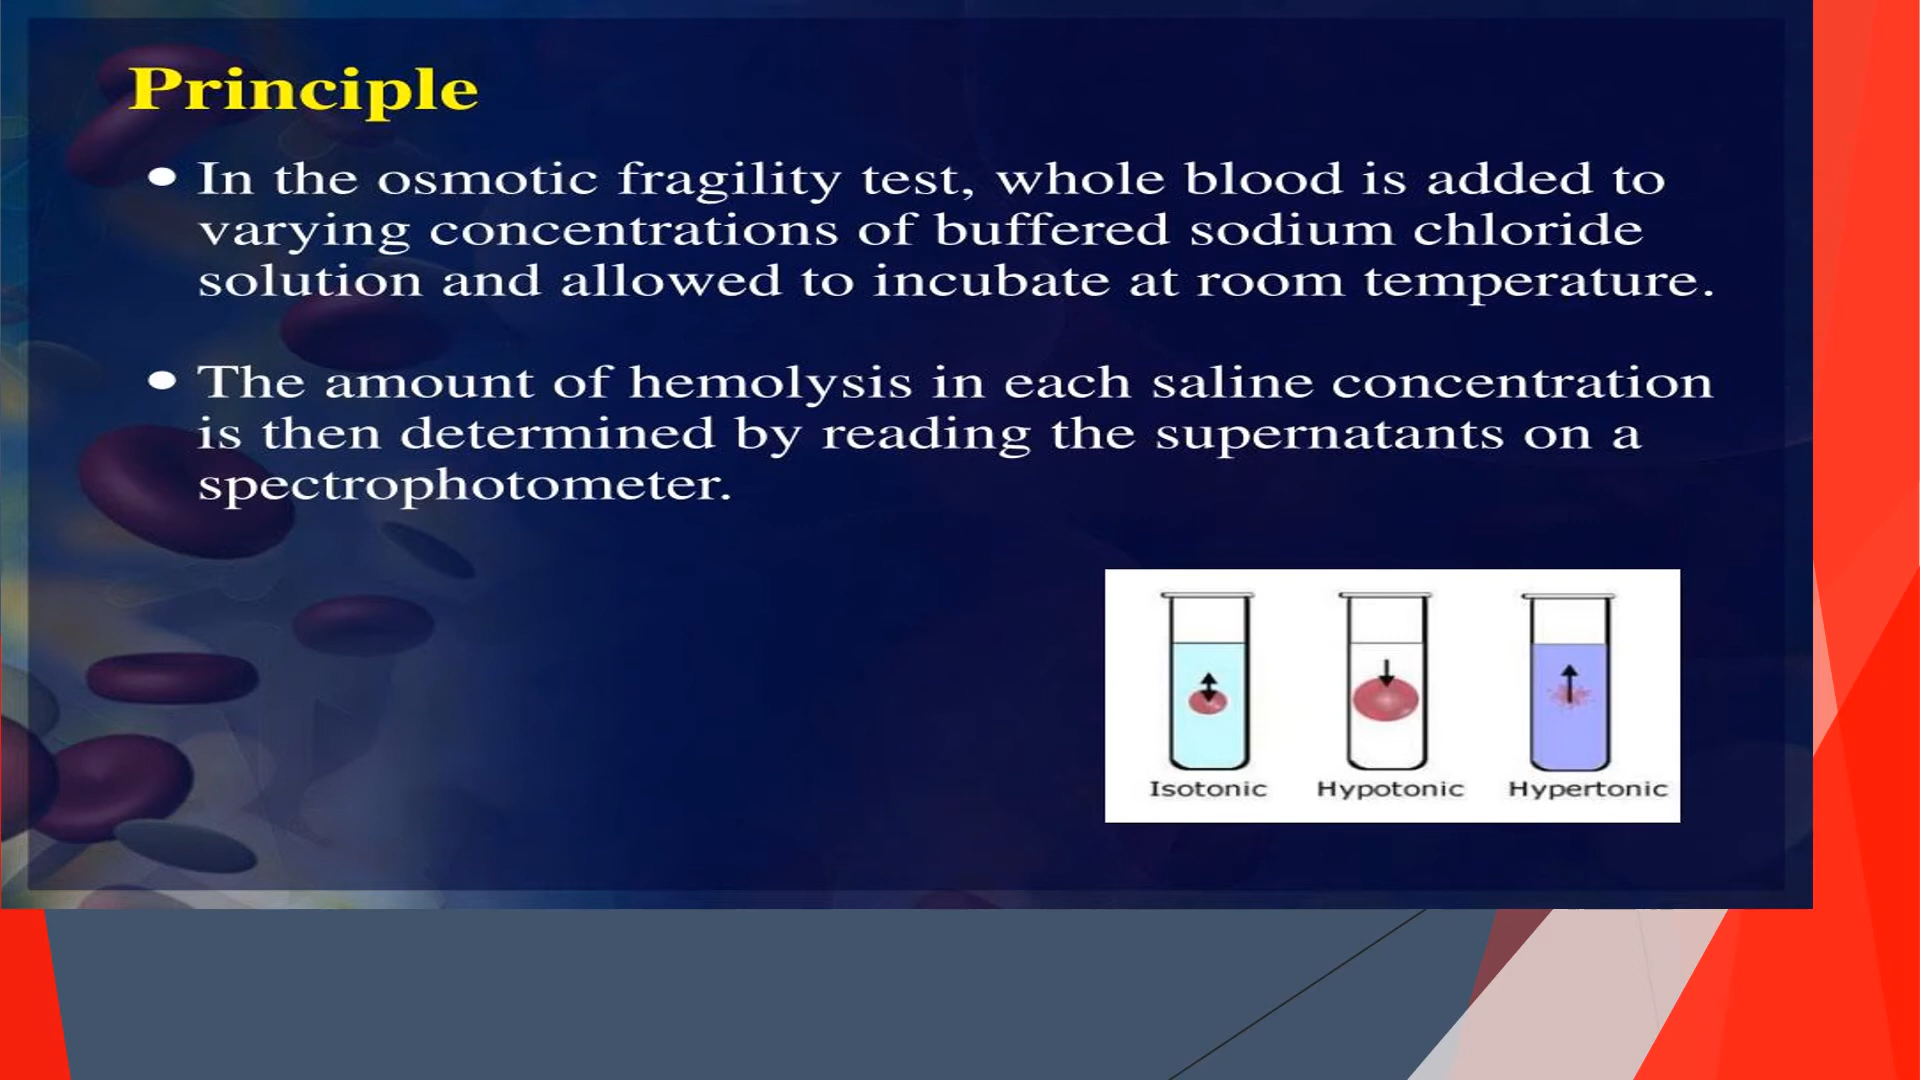 Principle
• In the osmotic fragility test, whole blood is added to
varying concentrations of buffered sodium chloride
solution and allowed to incubate at room temperature.
• The amount of hemolysis in each saline concentration
is then determined by reading the supernatants on a
spectrophotometer.
Isotonic Hypotonic Hypertonic